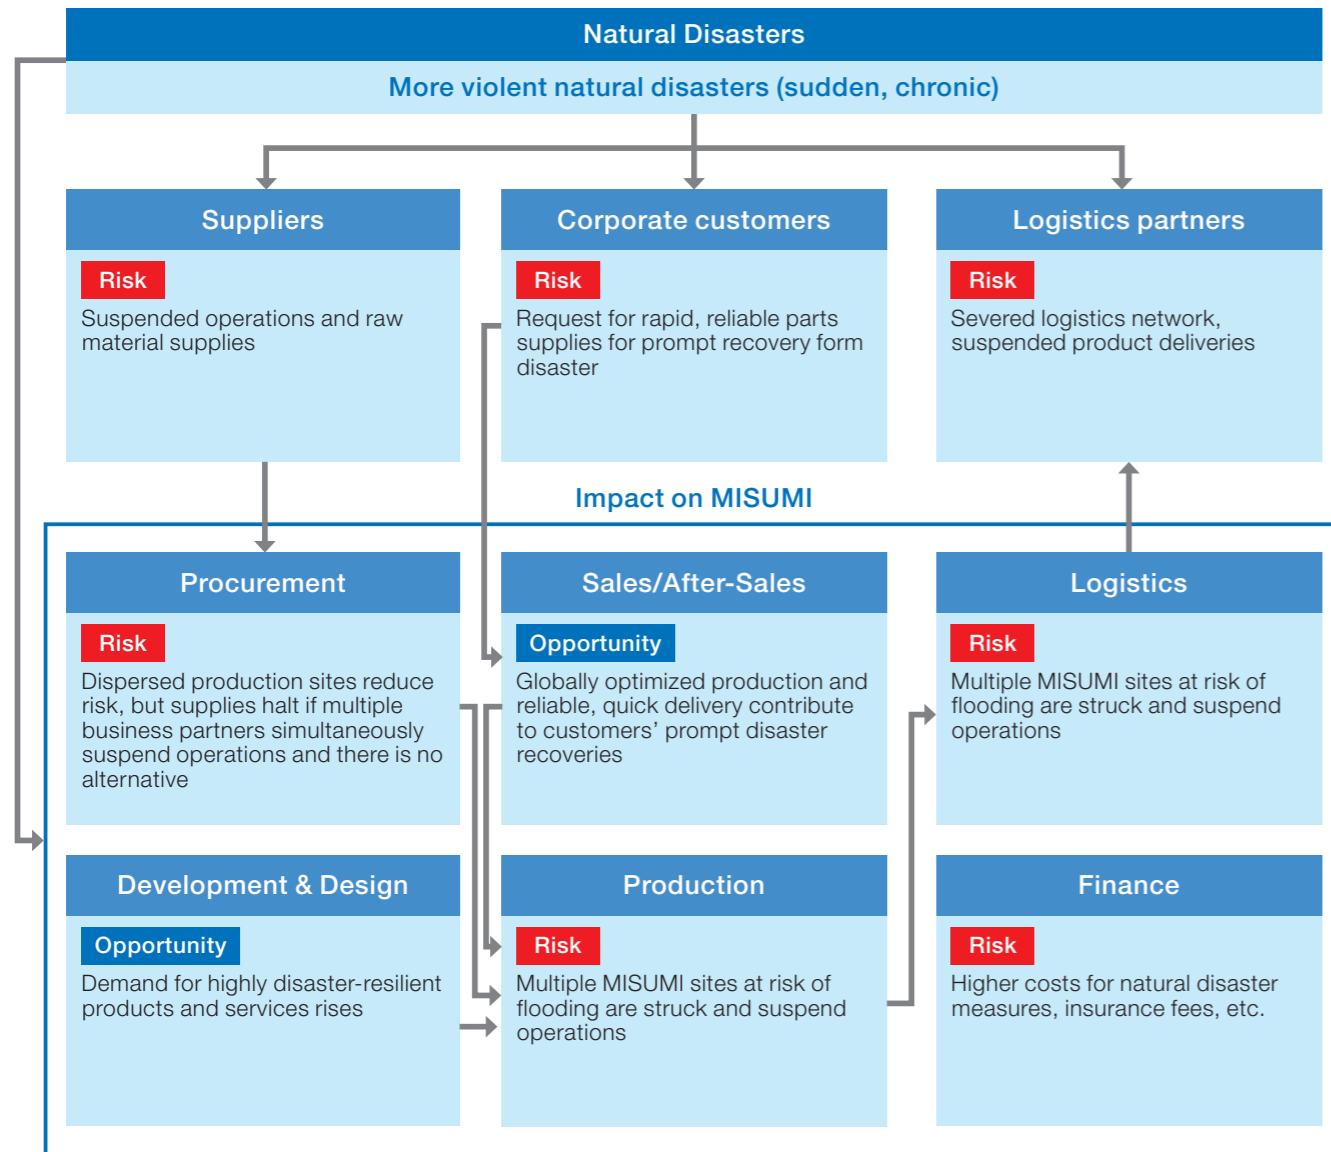 Natural Disasters
More violent natural disasters (sudden, chronic)
Suppliers
Risk
Suspended operations and raw
material supplies
Corporate customers
Risk
Request for rapid, reliable parts
supplies for prompt recovery form
disaster
Logistics partners
Risk
Severed logistics network,
suspended product deliveries
Impact on MISUMI
Procurement
Risk
Dispersed production sites reduce
risk, but supplies halt if multiple
business partners simultaneously
suspend operations and there is no
alternative
Sales/After-Sales
Opportunity
Globally optimized production and
reliable, quick delivery contribute
to customers’ prompt disaster
recoveries
Logistics
Risk
Multiple MISUMI sites at risk of
flooding are struck and suspend
operations
Development & Design
Opportunity
Demand for highly disaster-resilient
products and services rises
Production
Risk
Multiple MISUMI sites at risk of
flooding are struck and suspend
operations
Finance
Risk
Higher costs for natural disaster
measures, insurance fees, etc.